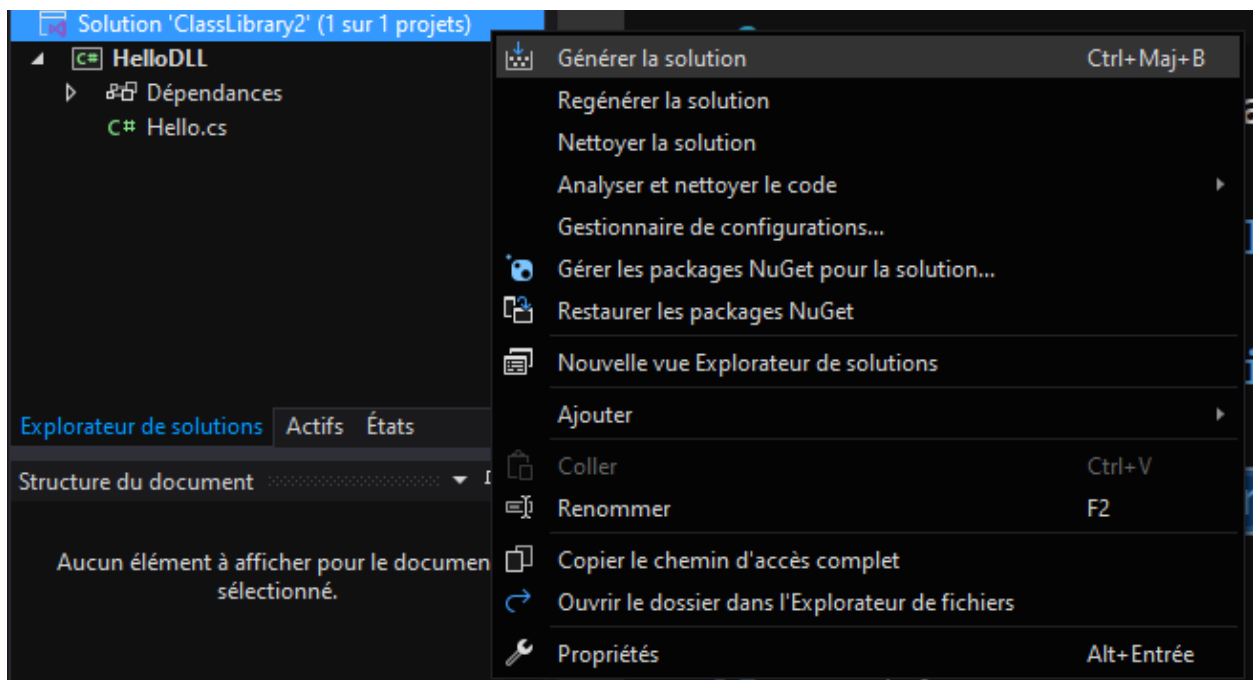 Solution 'ClassLibrary2' (1 sur 1 projets)
C# HelloDLL
Dépendances
C# Hello.cs
Explorateur de solutions Actifs États
Structure du document
Aucun élément à afficher pour le documen
sélectionné.
Générer la solution Ctrl+Maj+B
Regénérer la solution
Nettoyer la solution
Analyser et nettoyer le code
Gestionnaire de configurations...
Gérer les packages NuGet pour la solution...
Restaurer les packages NuGet
Nouvelle vue Explorateur de solutions
Ajouter
Coller Ctrl+V
Renommer F2
Copier le chemin d'accès complet
Ouvrir le dossier dans l'Explorateur de fichiers
Propriétés Alt+Entrée